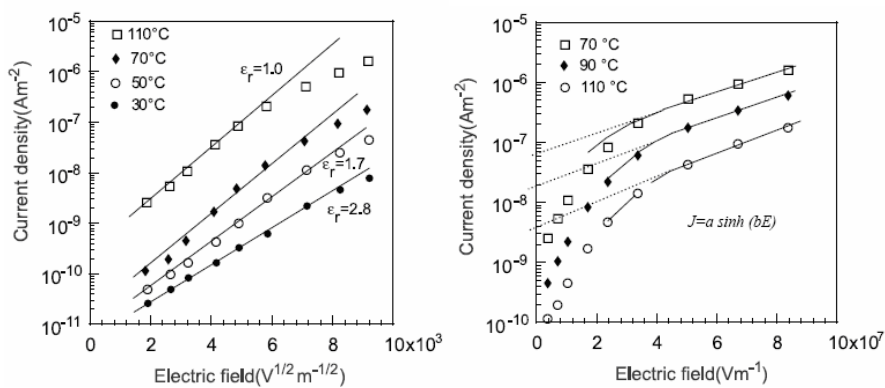 10-5
10-6
10-7
10-8
10-9
10-10
10-11
Current density(Am-2)
□ 110°C
♦ 70°C
○ 50°C
● 30°C
εr=1.0
εr=1.7
εr=2.8
0 2 4 6 8 10x10^3
Electric field(V^1/2 m^-1/2)
10-5
10-6
10-7
10-8
10-9
10-10
Current density(Am-2)
□ 70 °C
♦ 90 °C
○ 110 °C
J=a sinh (bE)
0 2 4 6 8 10x10^7
Electric field(Vm^-1)